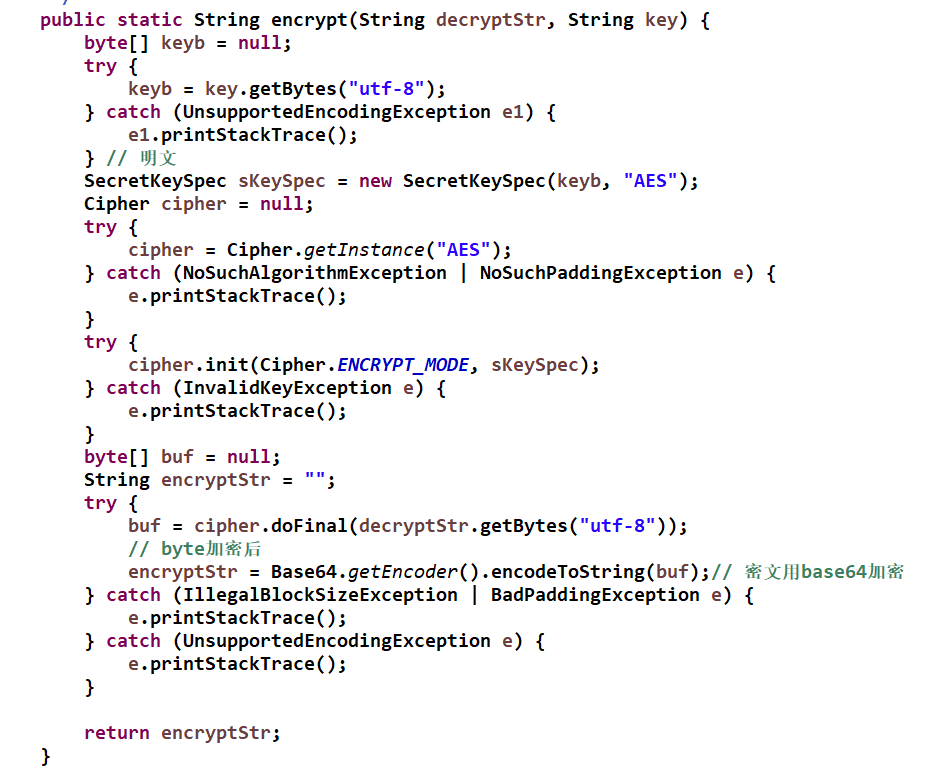 public static String encrypt(String decryptStr, String key) {
byte[] keyb = null;
try {
keyb = key.getBytes("utf-8");
} catch (UnsupportedEncodingException e1) {
e1.printStackTrace();
} // 明文
SecretKeySpec sKeySpec = new SecretKeySpec(keyb, "AES");
Cipher cipher = null;
try {
cipher = Cipher.getInstance("AES");
} catch (NoSuchAlgorithmException | NoSuchPaddingException e) {
e.printStackTrace();
}
try {
cipher.init(Cipher.ENCRYPT_MODE, sKeySpec);
} catch (InvalidKeyException e) {
e.printStackTrace();
}
byte[] buf = null;
String encryptStr = "";
try {
buf = cipher.doFinal(decryptStr.getBytes("utf-8"));
// byte加密后
encryptStr = Base64.getEncoder().encodeToString(buf);// 密文用base64加密
} catch (IllegalBlockSizeException | BadPaddingException e) {
e.printStackTrace();
} catch (UnsupportedEncodingException e) {
e.printStackTrace();
}
return encryptStr;
}